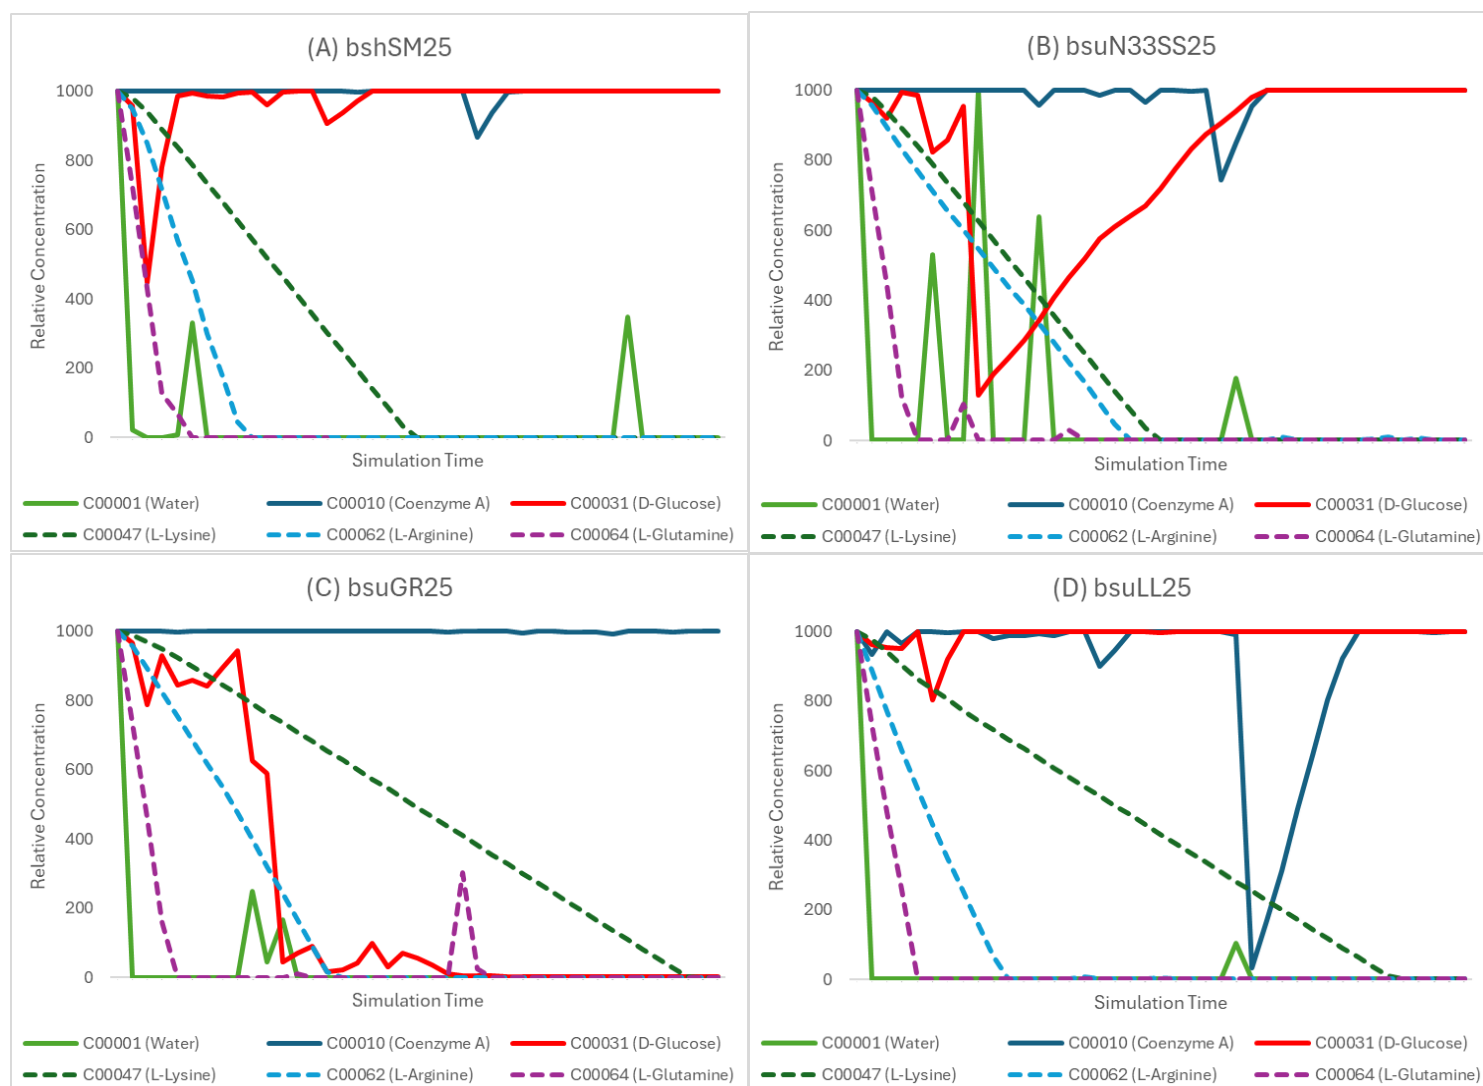 (A) bshSM25
1000
800
600
400
200
0
Relative Concentration
Simulation Time
C00001 (Water) C00010 (Coenzyme A) C00031 (D-Glucose)
C00047 (L-Lysine) C00062 (L-Arginine) C00064 (L-Glutamine)
(B) bsuN33SS25
1000
800
600
400
200
0
Relative Concentration
Simulation Time
C00001 (Water) C00010 (Coenzyme A) C00031 (D-Glucose)
C00047 (L-Lysine) C00062 (L-Arginine) C00064 (L-Glutamine)
(C) bsuGR25
1000
800
600
400
200
0
Relative Concentration
Simulation Time
C00001 (Water) C00010 (Coenzyme A) C00031 (D-Glucose)
C00047 (L-Lysine) C00062 (L-Arginine) C00064 (L-Glutamine)
(D) bsuLL25
1000
800
600
400
200
0
Relative Concentration
Simulation Time
C00001 (Water) C00010 (Coenzyme A) C00031 (D-Glucose)
C00047 (L-Lysine) C00062 (L-Arginine) C00064 (L-Glutamine)